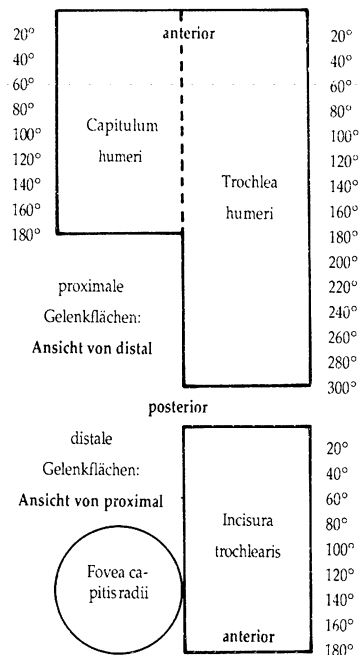 anterior
20° 20°
40° 40°
60° 60°
80° 80°
Capitulum
100° 100°
humeri
120° 120°
140° Trochlea 140°
160° humeri 160°
180° 180°
200°
proximale 220°
Gelenkflächen: 240°
Ansicht von distal 260°
280°
300°
posterior
distale 20°
Gelenkflächen: 40°
Ansicht von proximal 60°
Incisura 80°
trochlearis 100°
Fovea ca- 120°
pitis radii 140°
160°
anterior 180°